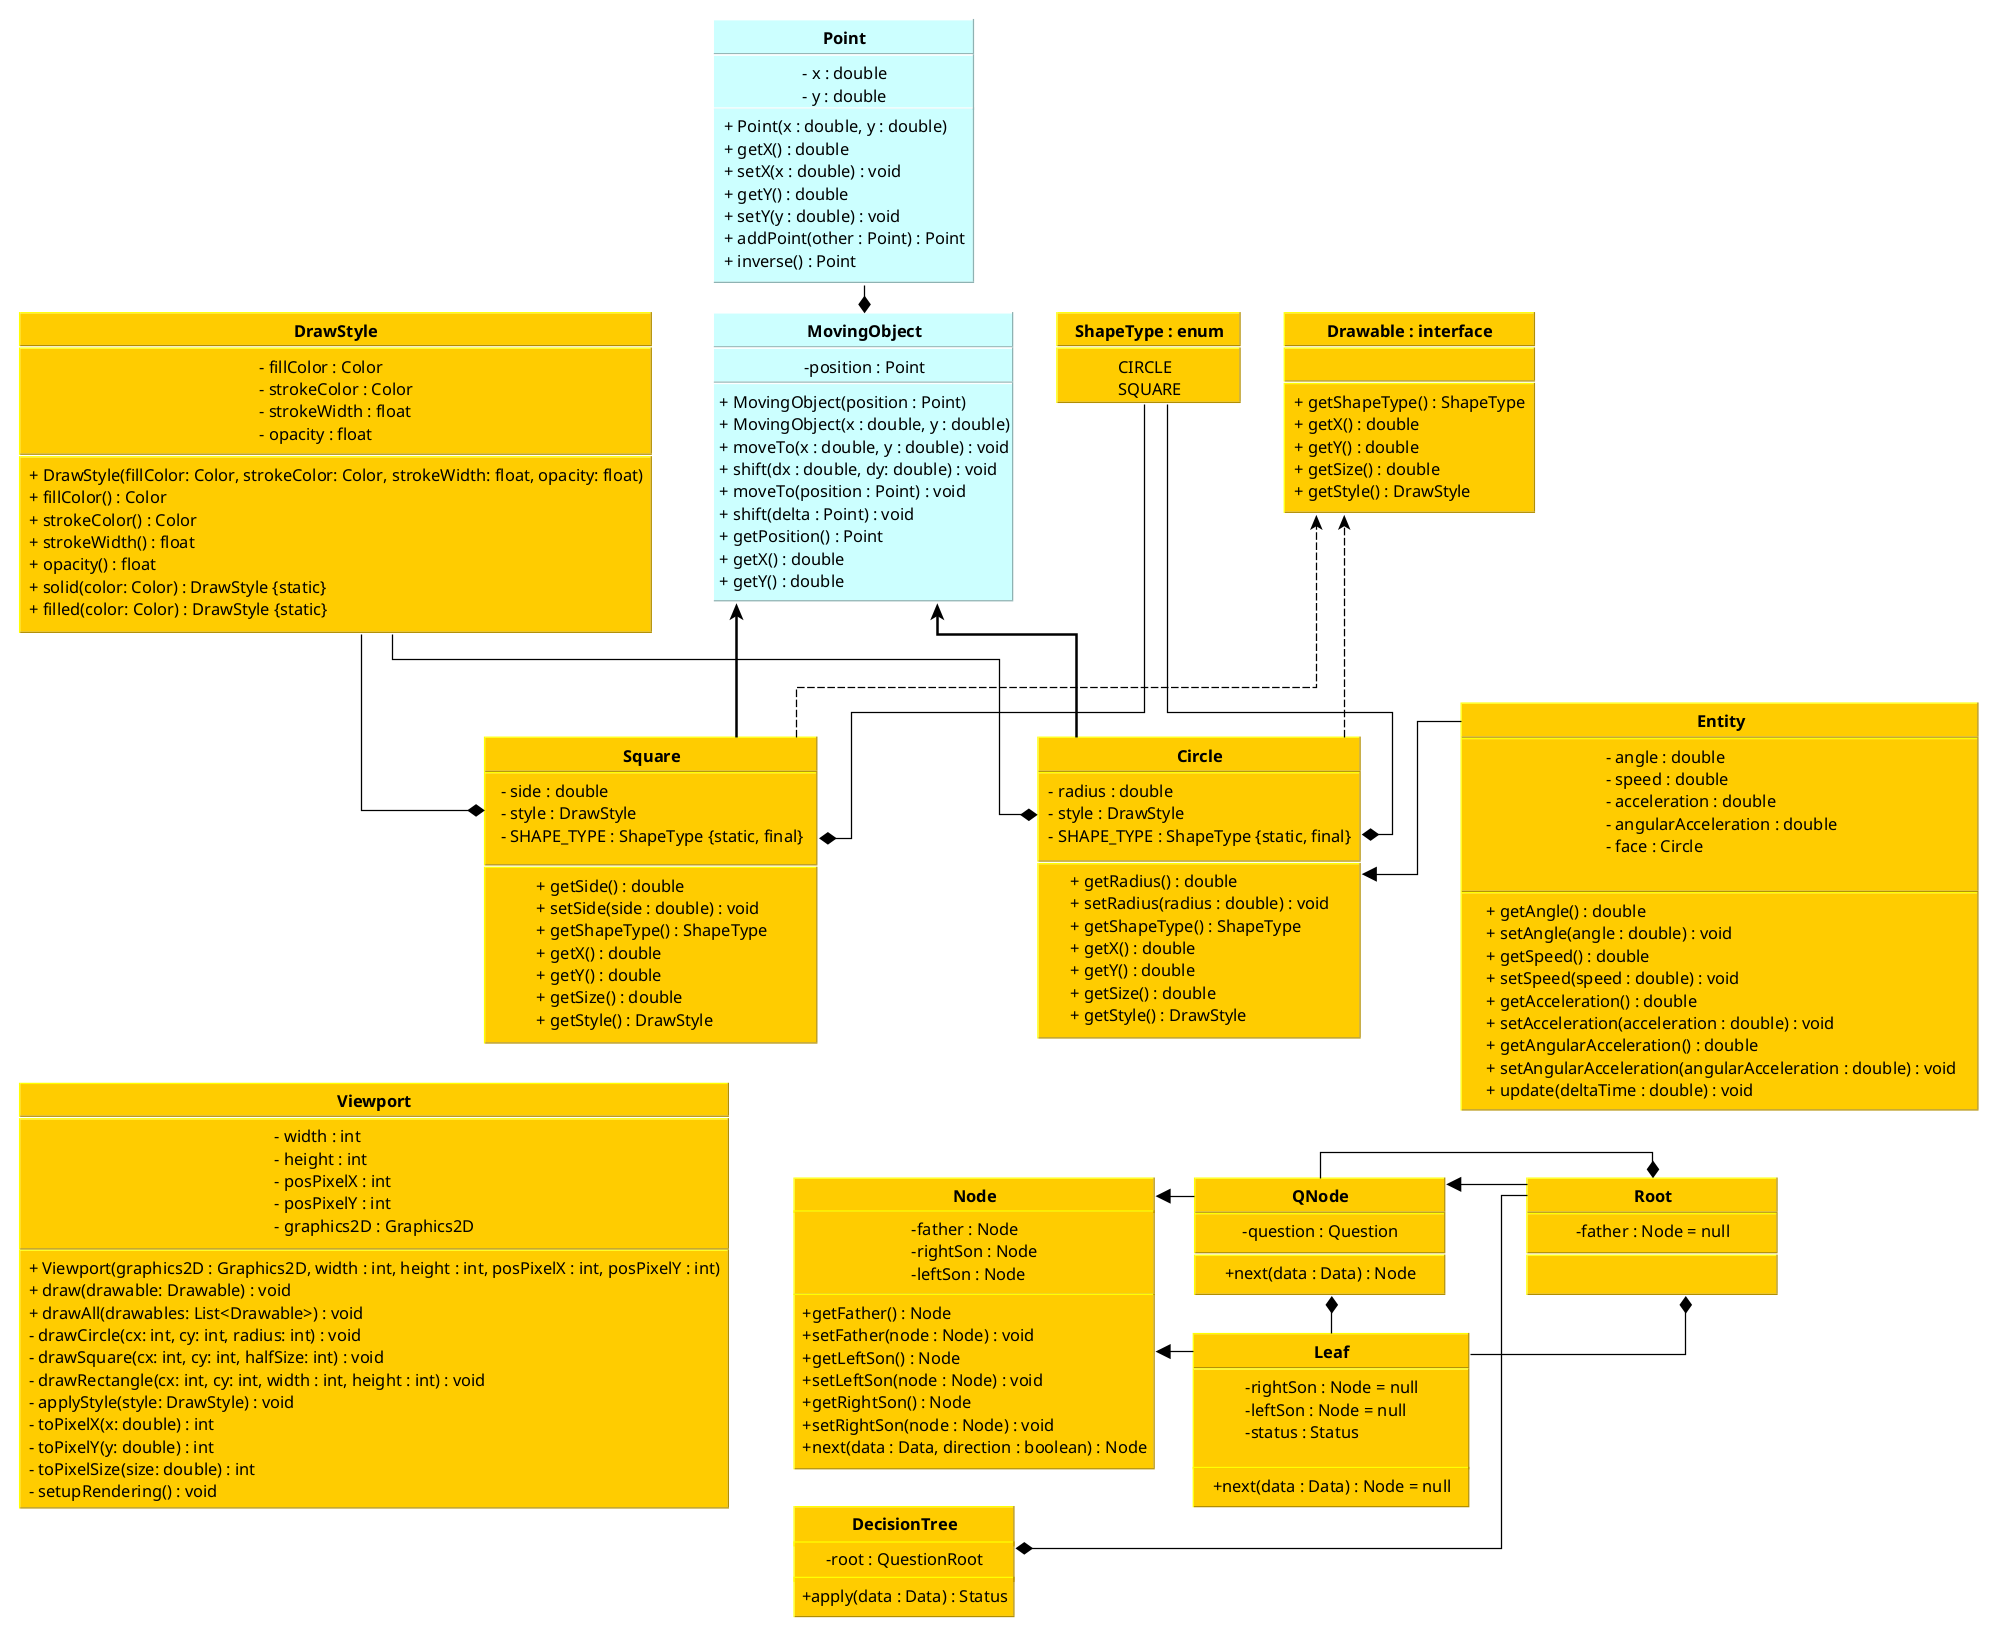 Point
- x : double
- y : double
+ Point(x : double, y : double)
+ getX() : double
+ setX(x : double) : void
+ getY() : double
+ setY(y : double) : void
+ addPoint(other : Point) : Point
+ inverse() : Point
DrawStyle
- fillColor : Color
- strokeColor : Color
- strokeWidth : float
- opacity : float
+ DrawStyle(fillColor: Color, strokeColor: Color, strokeWidth: float, opacity: float)
+ fillColor() : Color
+ strokeColor() : Color
+ strokeWidth() : float
+ opacity() : float
+ solid(color: Color) : DrawStyle {static}
+ filled(color: Color) : DrawStyle {static}
MovingObject
-position : Point
+ MovingObject(position : Point)
+ MovingObject(x : double, y : double)
+ moveTo(x : double, y : double) : void
+ shift(dx : double, dy: double) : void
+ moveTo(position : Point) : void
+ shift(delta : Point) : void
+ getPosition() : Point
+ getX() : double
+ getY() : double
ShapeType : enum
CIRCLE
SQUARE
Drawable : interface
+ getShapeType() : ShapeType
+ getX() : double
+ getY() : double
+ getSize() : double
+ getStyle() : DrawStyle
Square
- side : double
- style : DrawStyle
- SHAPE_TYPE : ShapeType {static, final}
+ getSide() : double
+ setSide(side : double) : void
+ getShapeType() : ShapeType
+ getX() : double
+ getY() : double
+ getSize() : double
+ getStyle() : DrawStyle
Circle
- radius : double
- style : DrawStyle
- SHAPE_TYPE : ShapeType {static, final}
+ getRadius() : double
+ setRadius(radius : double) : void
+ getShapeType() : ShapeType
+ getX() : double
+ getY() : double
+ getSize() : double
+ getStyle() : DrawStyle
Entity
- angle : double
- speed : double
- acceleration : double
- angularAcceleration : double
- face : Circle
+ getAngle() : double
+ setAngle(angle : double) : void
+ getSpeed() : double
+ setSpeed(speed : double) : void
+ getAcceleration() : double
+ setAcceleration(acceleration : double) : void
+ getAngularAcceleration() : double
+ setAngularAcceleration(angularAcceleration : double) : void
+ update(deltaTime : double) : void
Viewport
- width : int
- height : int
- posPixelX : int
- posPixelY : int
- graphics2D : Graphics2D
+ Viewport(graphics2D : Graphics2D, width : int, height : int, posPixelX : int, posPixelY : int)
+ draw(drawable: Drawable) : void
+ drawAll(drawables: List<Drawable>) : void
- drawCircle(cx: int, cy: int, radius: int) : void
- drawSquare(cx: int, cy: int, halfSize: int) : void
- drawRectangle(cx: int, cy: int, width : int, height : int) : void
- applyStyle(style: DrawStyle) : void
- toPixelX(x: double) : int
- toPixelY(y: double) : int
- toPixelSize(size: double) : int
- setupRendering() : void
Node
-father : Node
-rightSon : Node
-leftSon : Node
+getFather() : Node
+setFather(node : Node) : void
+getLeftSon() : Node
+setLeftSon(node : Node) : void
+getRightSon() : Node
+setRightSon(node : Node) : void
+next(data : Data, direction : boolean) : Node
QNode
-question : Question
+next(data : Data) : Node
Root
-father : Node = null
Leaf
-rightSon : Node = null
-leftSon : Node = null
-status : Status
+next(data : Data) : Node = null
DecisionTree
-root : QuestionRoot
+apply(data : Data) : Status